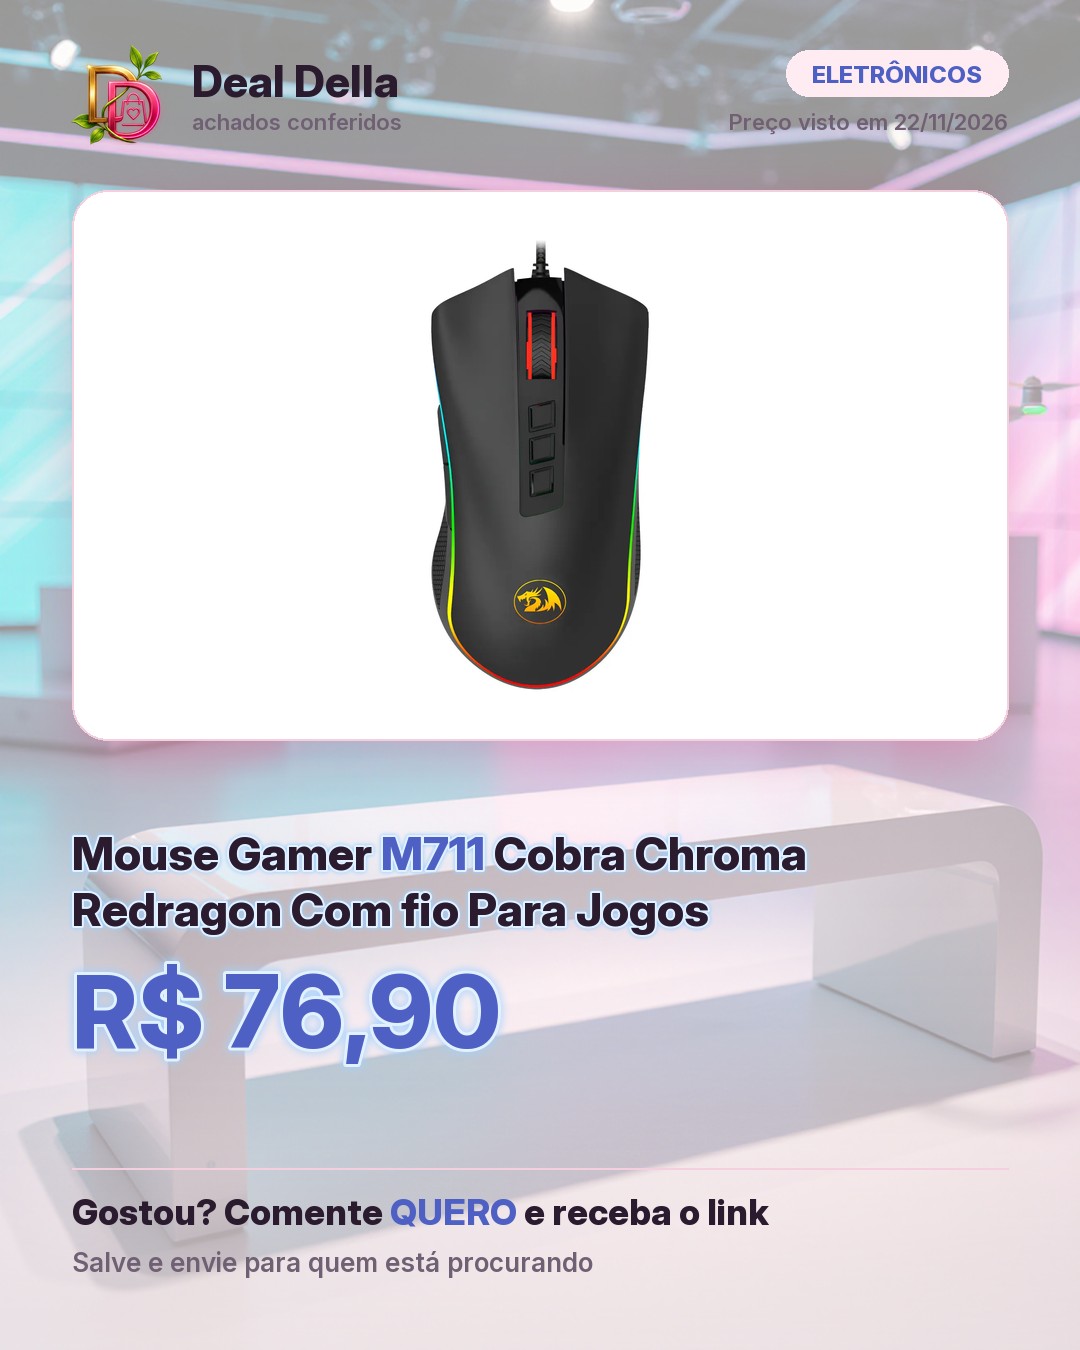 Deal Della
achados conferidos
ELETRÔNICOS
Preço visto em 22/11/2026
Mouse Gamer M711 Cobra Chroma
Redragon Com fio Para Jogos
R$ 76,90
Gostou? Comente QUERO e receba o link
Salve e envie para quem está procurando